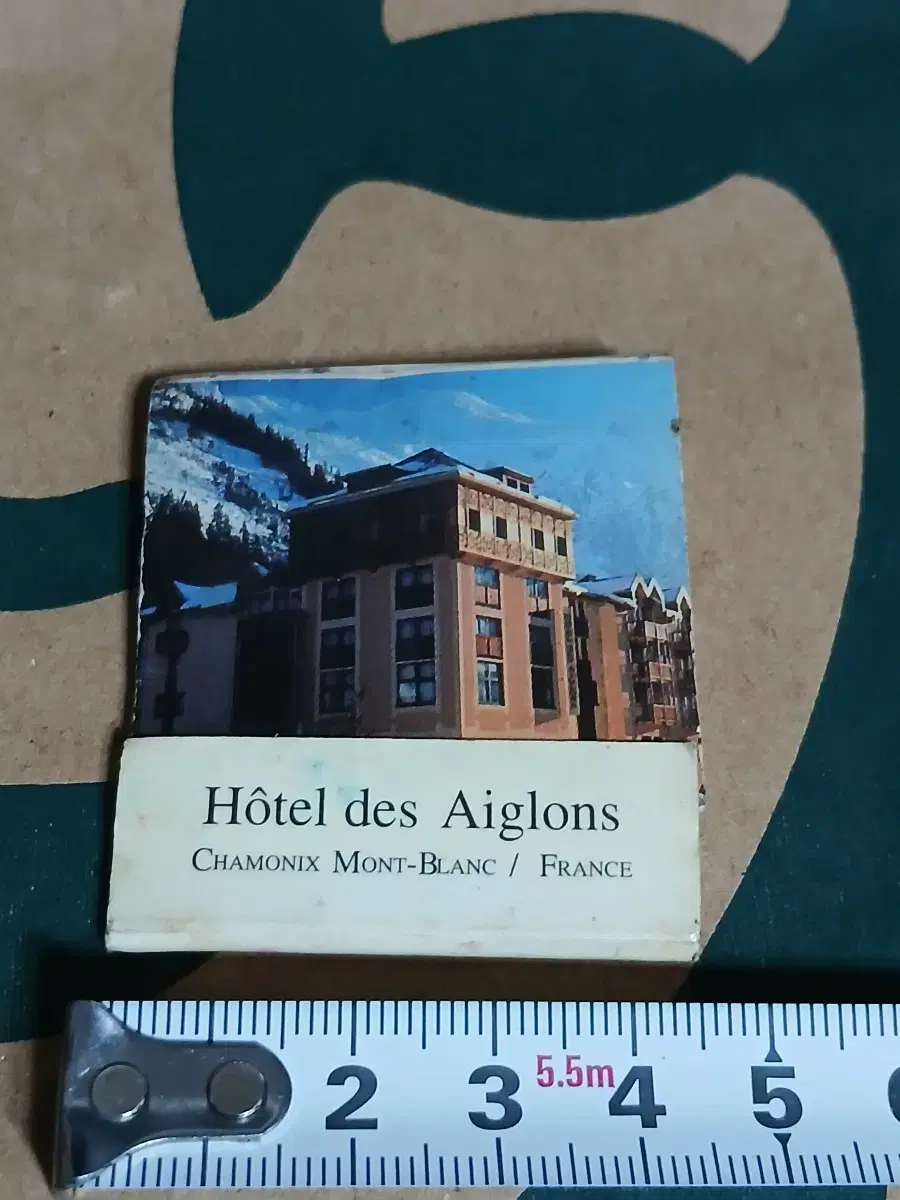 Hôtel des Aiglons
CHAMONIX MONT-BLANC / FRANCE
2 3 5.5m 4 5